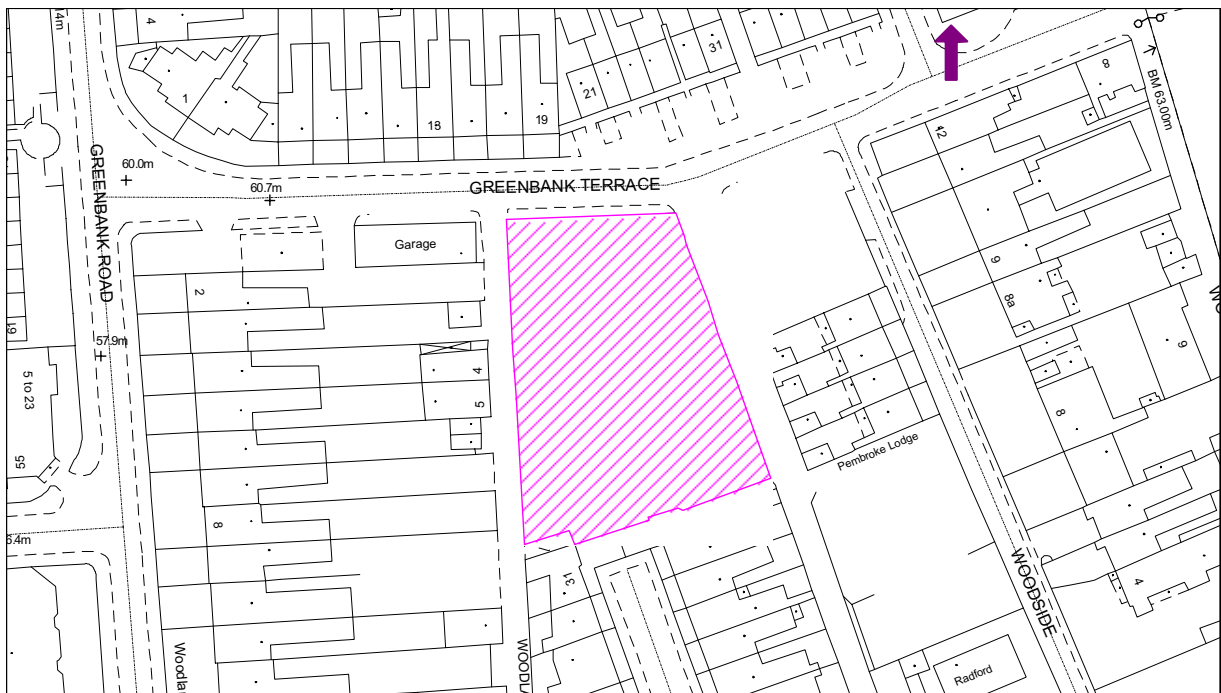 4
8
31
21
1
18
19
12
BM 63.00m
60.0m
60.7m
GREENBANK TERRACE
GREENBANK ROAD
Garage
2
9
8a
9
57.9m
4
5
5 to 23
8
55
Pembroke Lodge
8
31
WOODSIDE
4
Radford